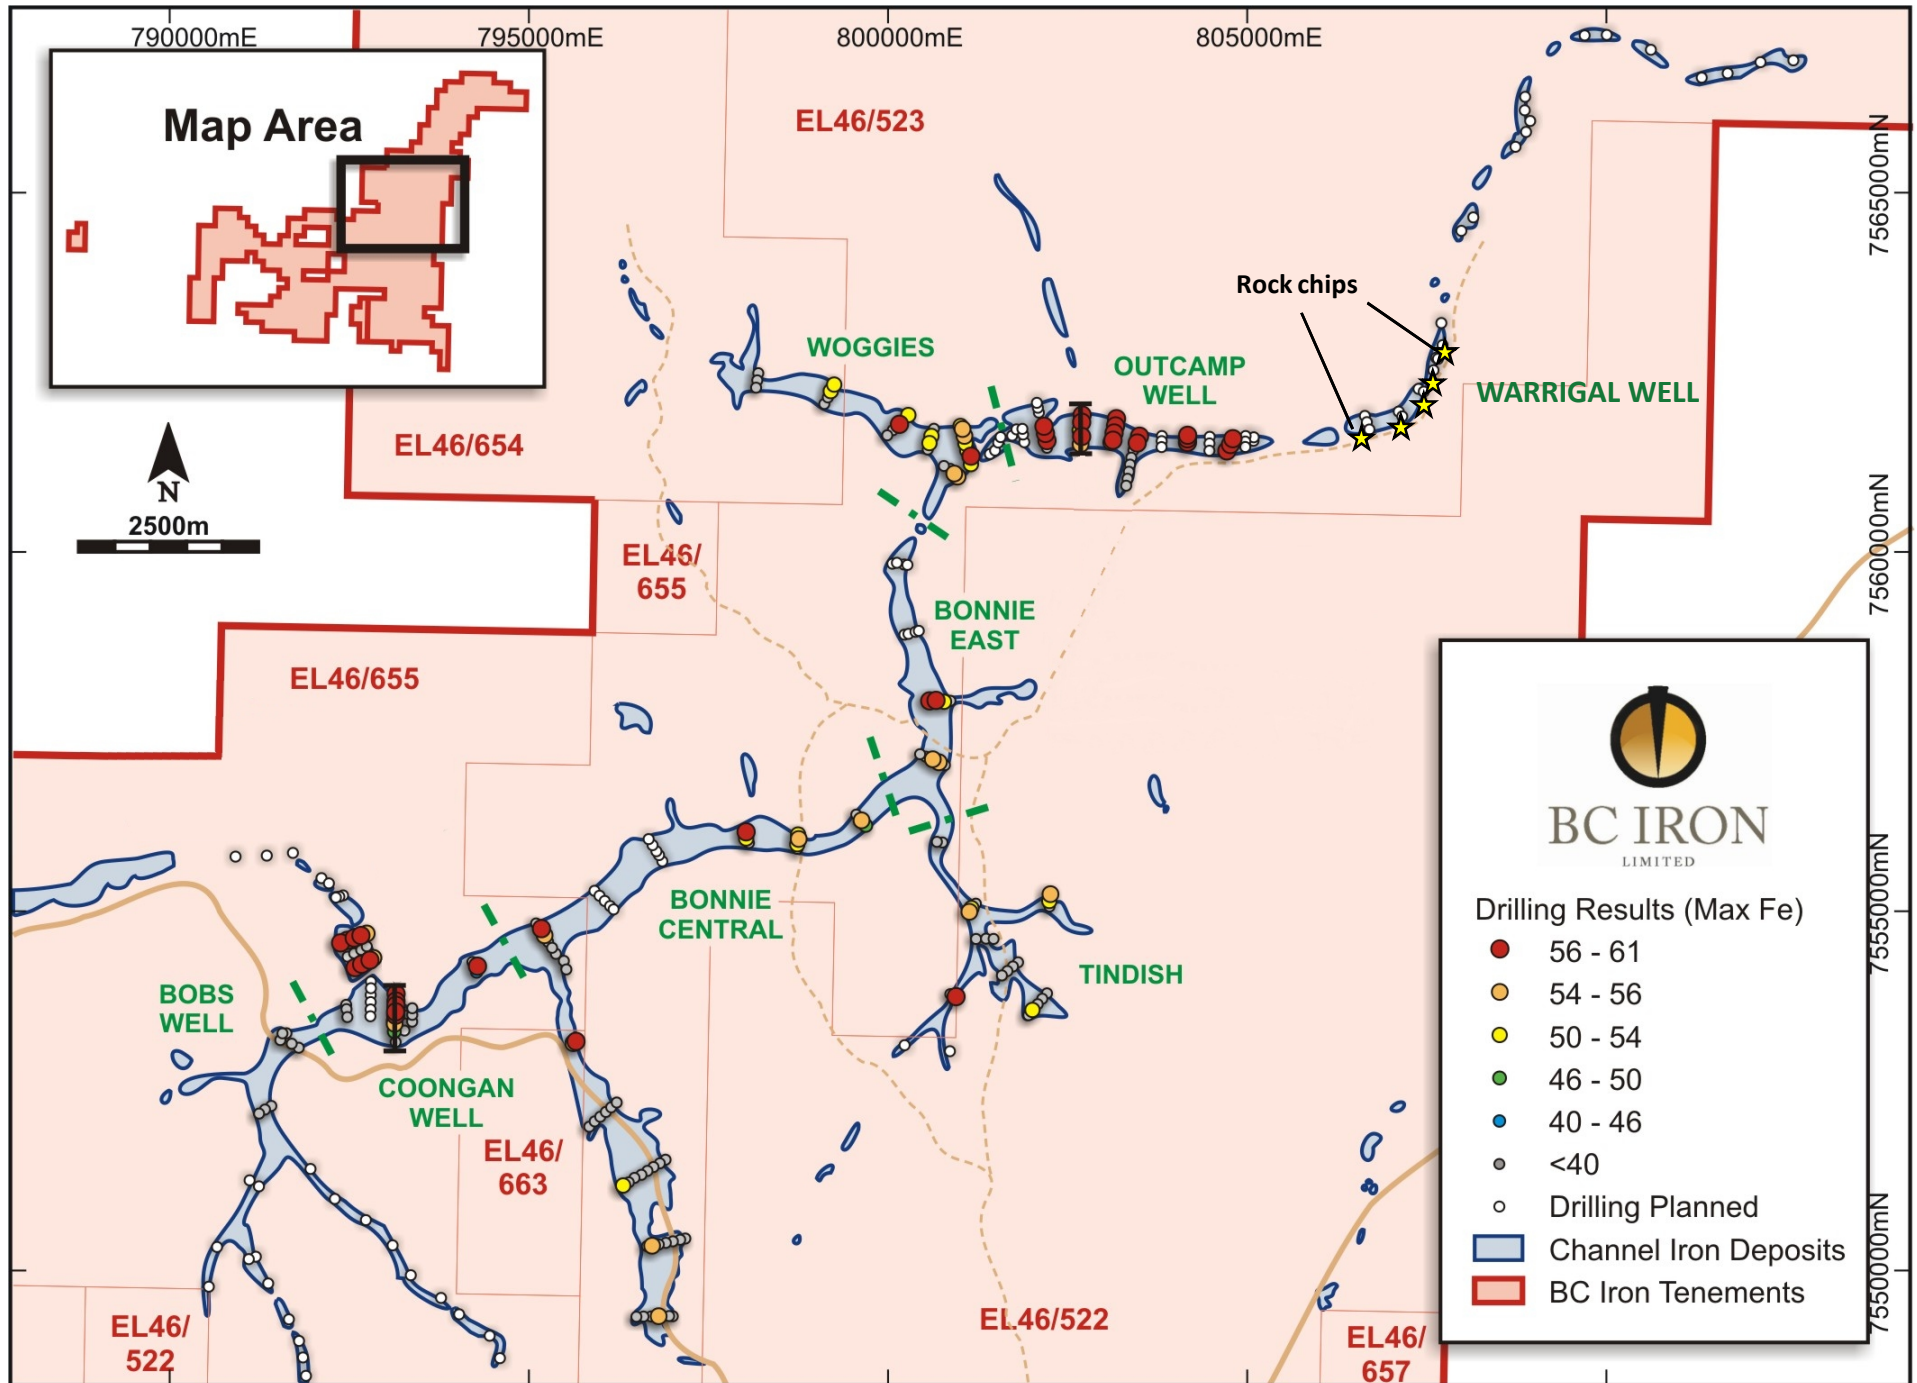 790000mE
795000mE
800000mE
805000mE
Map Area
EL46/523
7565000mN
Rock chips
WOGGIES
OUTCAMP
WELL
WARRIGAL WELL
EL46/654
N
2500m
EL46/
655
7560000mN
BONNIE
EAST
EL46/655
BC IRON
LIMITED
Drilling Results (Max Fe)
56 - 61
54 - 56
50 - 54
46 - 50
40 - 46
<40
Drilling Planned
Channel Iron Deposits
BC Iron Tenements
7555000mN
BONNIE
CENTRAL
TINDISH
BOBS
WELL
COONGAN
WELL
EL46/
663
7550000mN
EL46/
522
EL46/522
EL46/
657